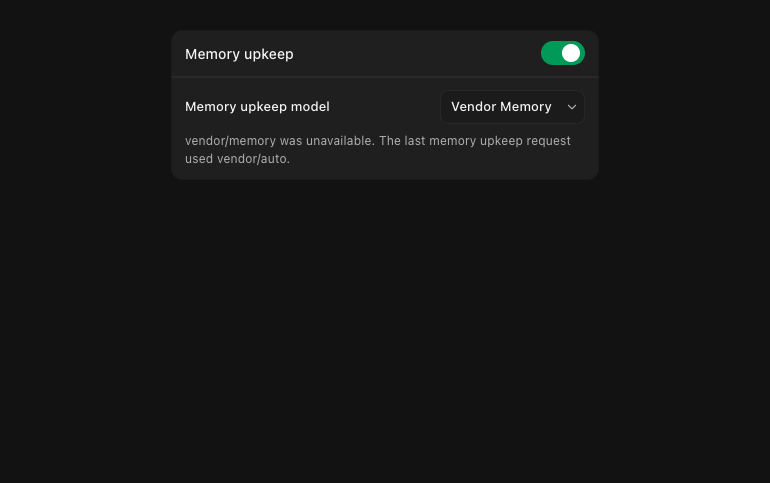 Memory upkeep
Memory upkeep model
Vendor Memory
vendor/memory was unavailable. The last memory upkeep request
used vendor/auto.